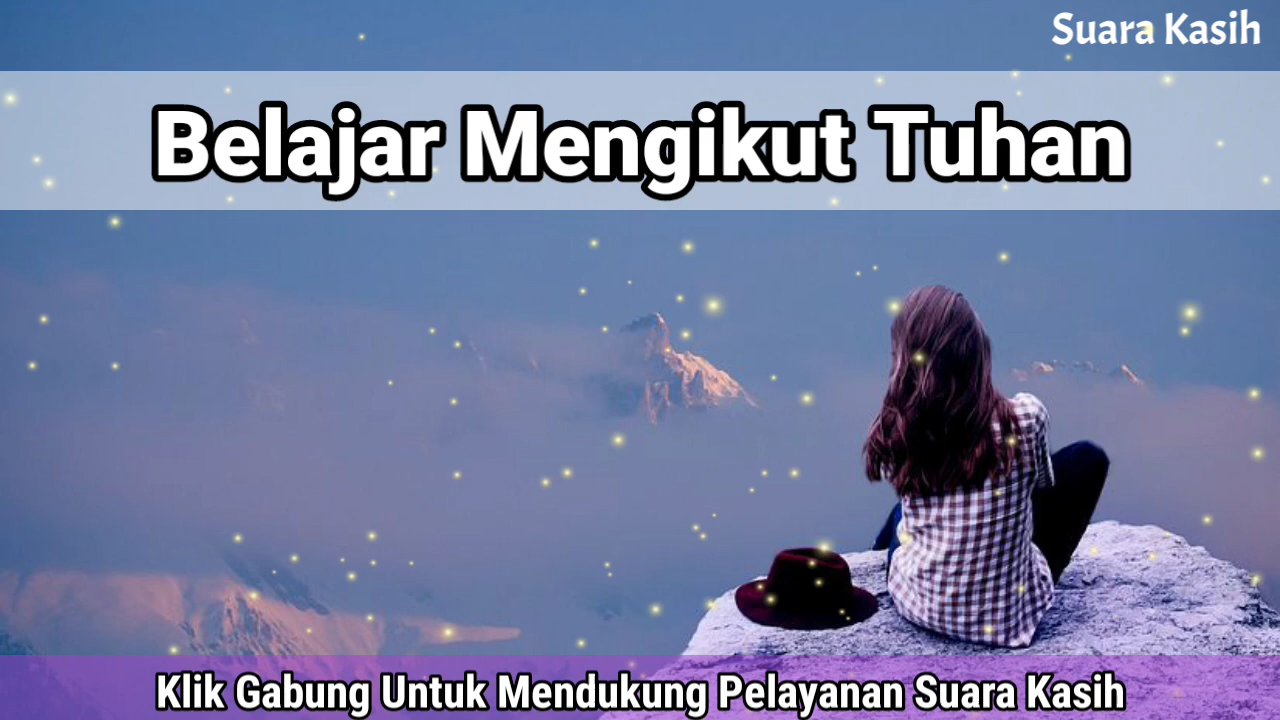 Suara Kasih
Belajar Mengikut Tuhan
Klik Gabung Untuk Mendukung Pelayanan Suara Kasih